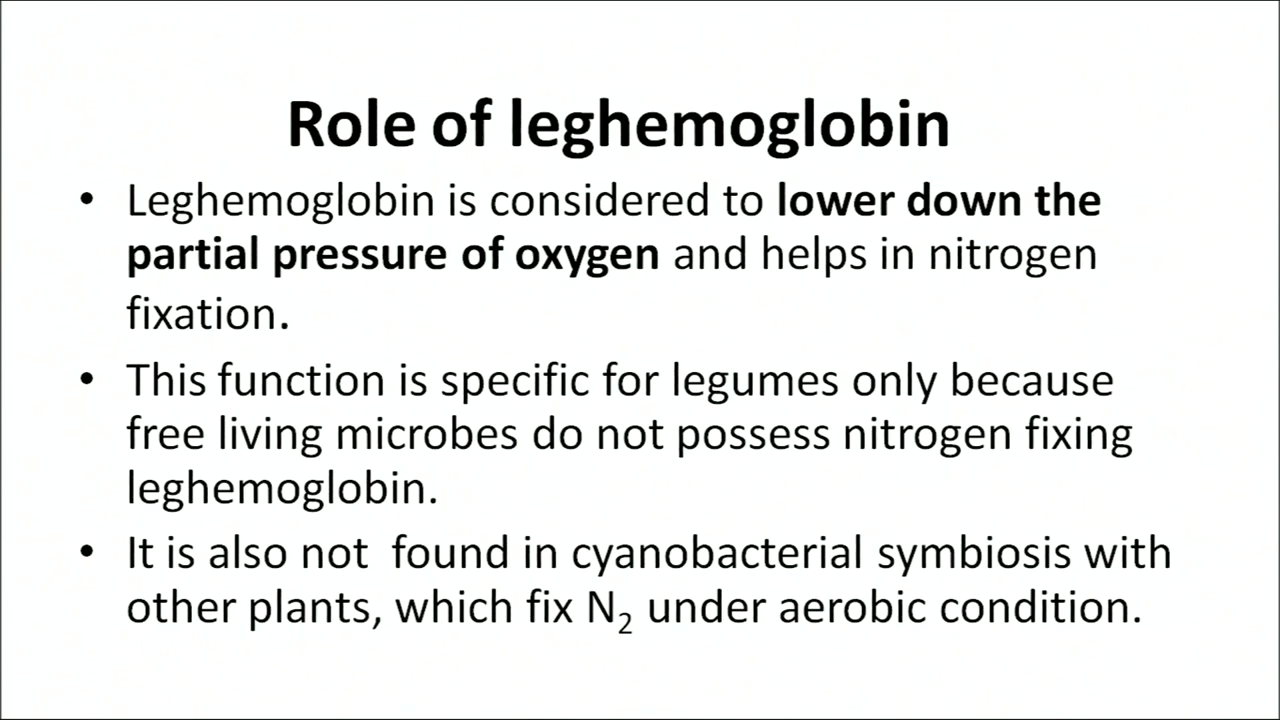 Role of leghemoglobin
• Leghemoglobin is considered to lower down the
partial pressure of oxygen and helps in nitrogen
fixation.
• This function is specific for legumes only because
free living microbes do not possess nitrogen fixing
leghemoglobin.
• It is also not  found in cyanobacterial symbiosis with
other plants, which fix N₂ under aerobic condition.